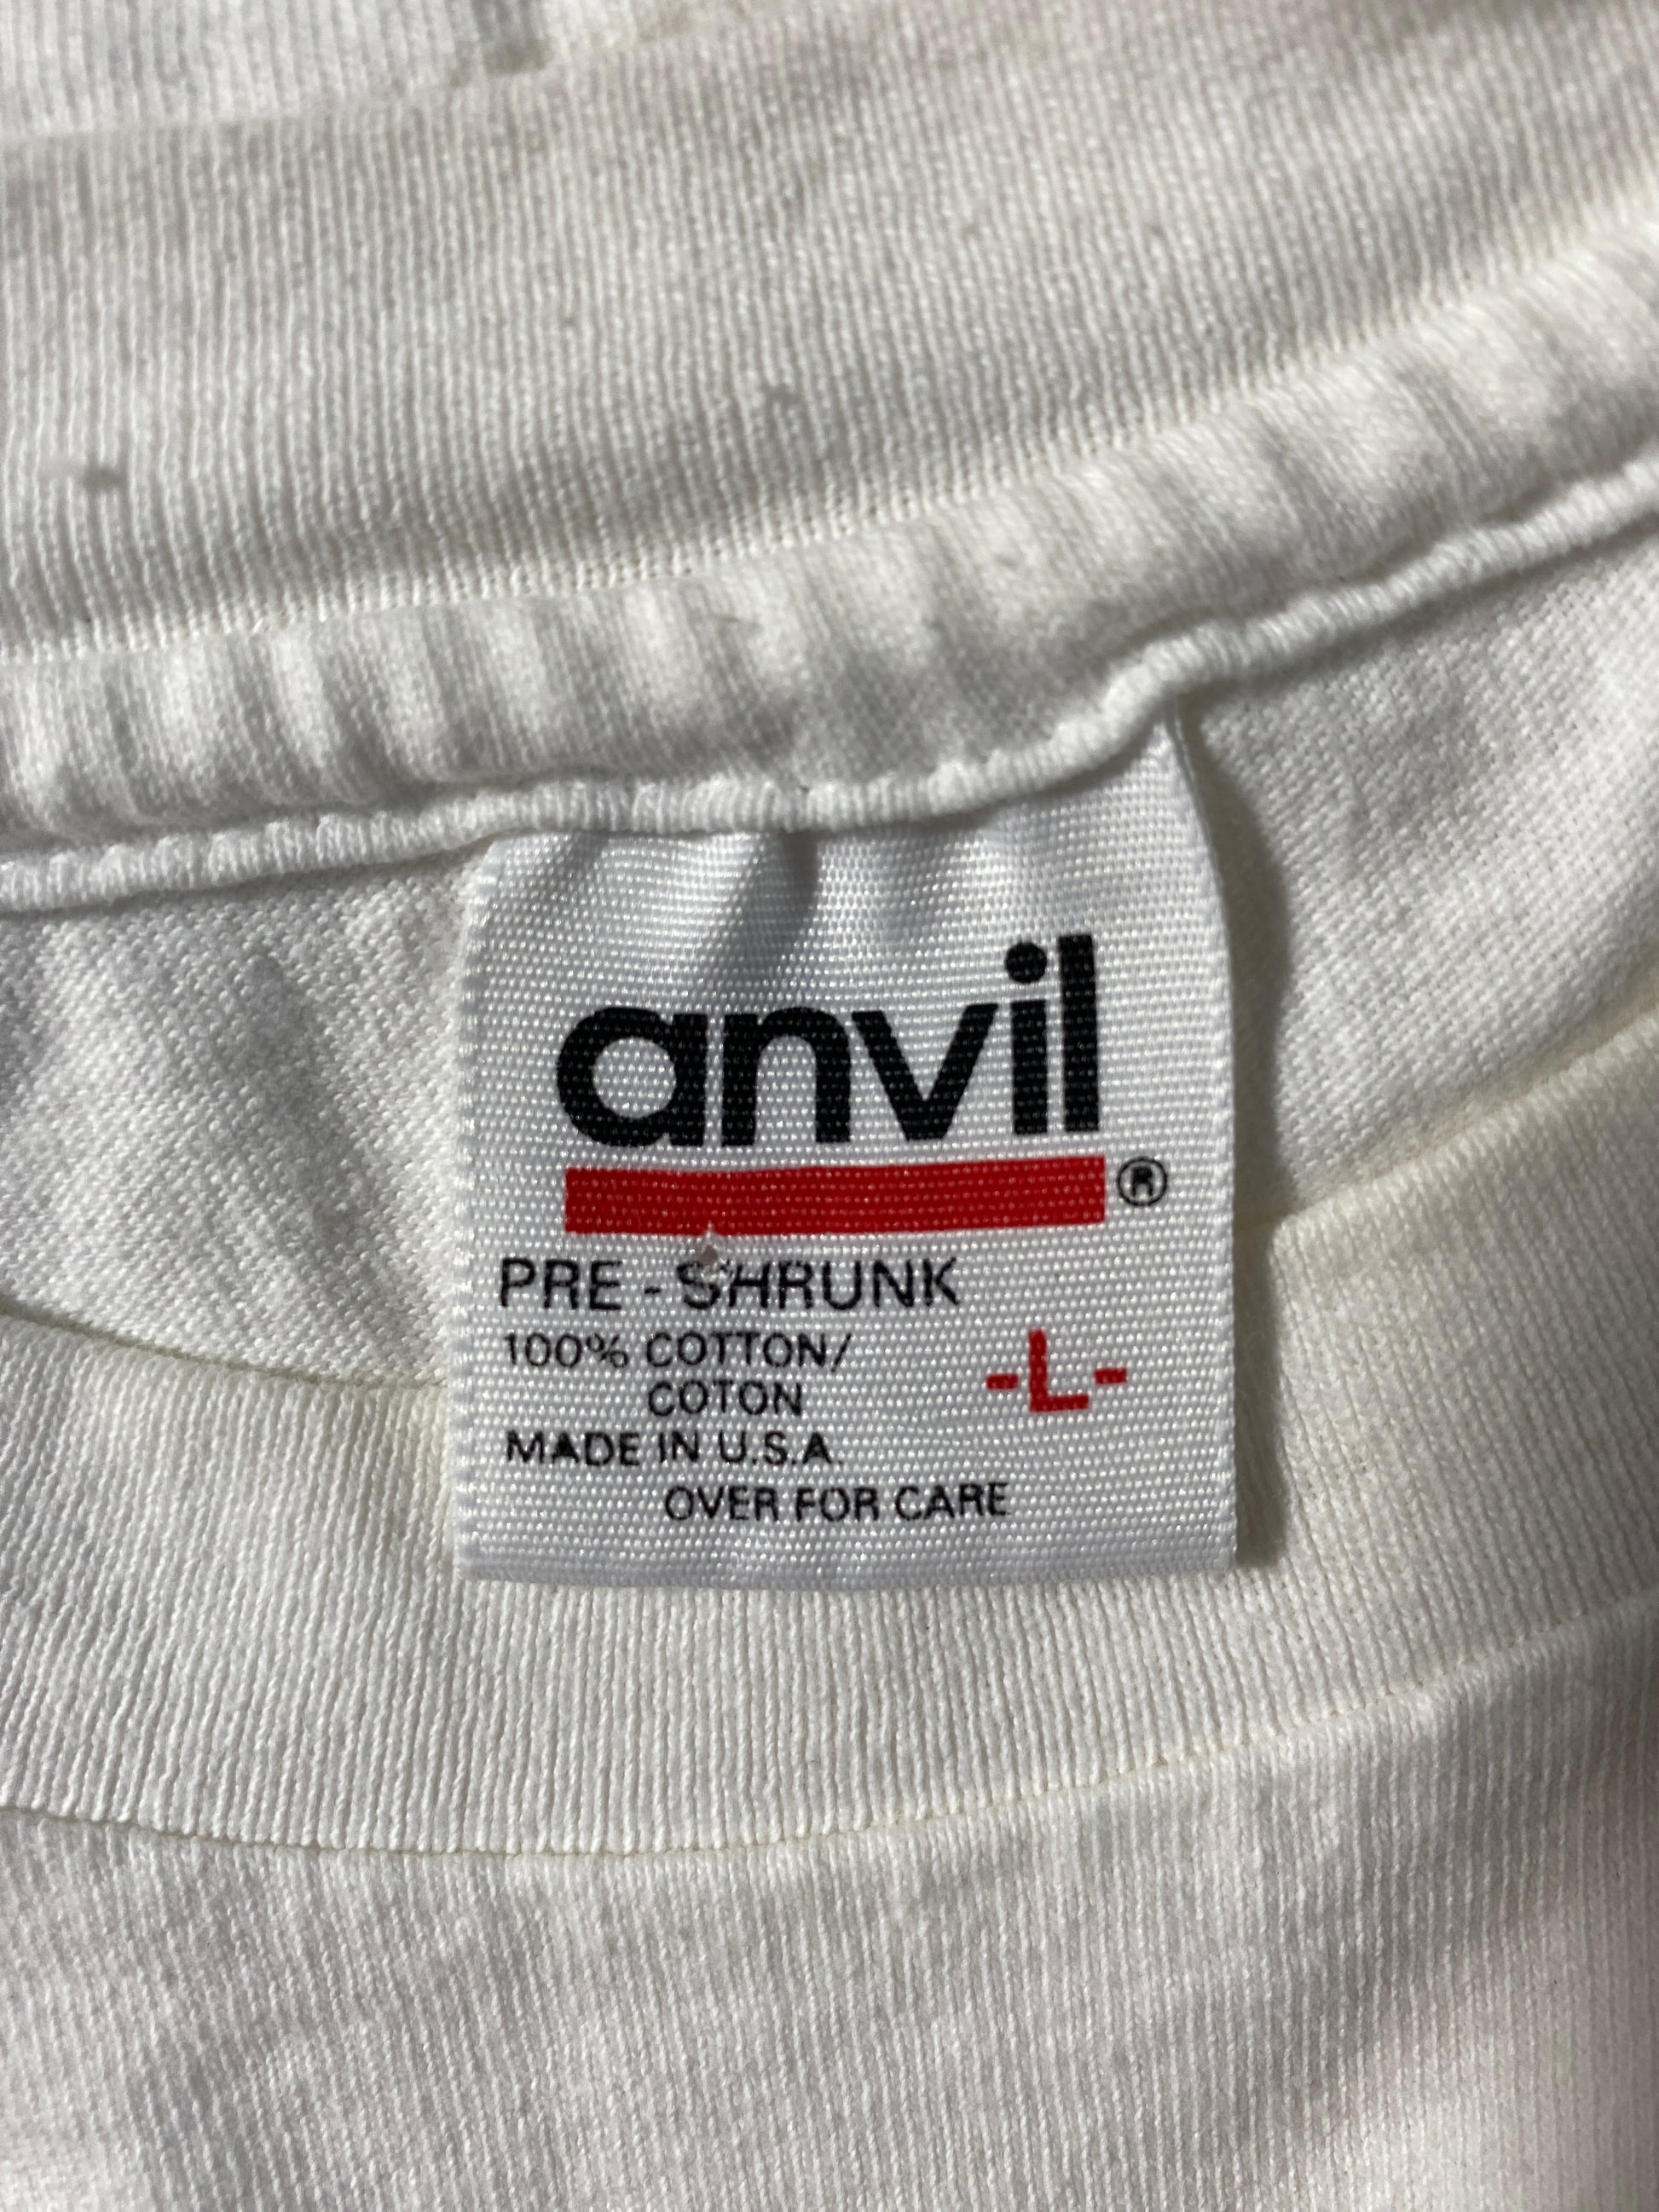 anvil
®
PRE - SHRUNK
100% COTTON/
COTON
-L-
MADE IN U.S.A.
OVER FOR CARE